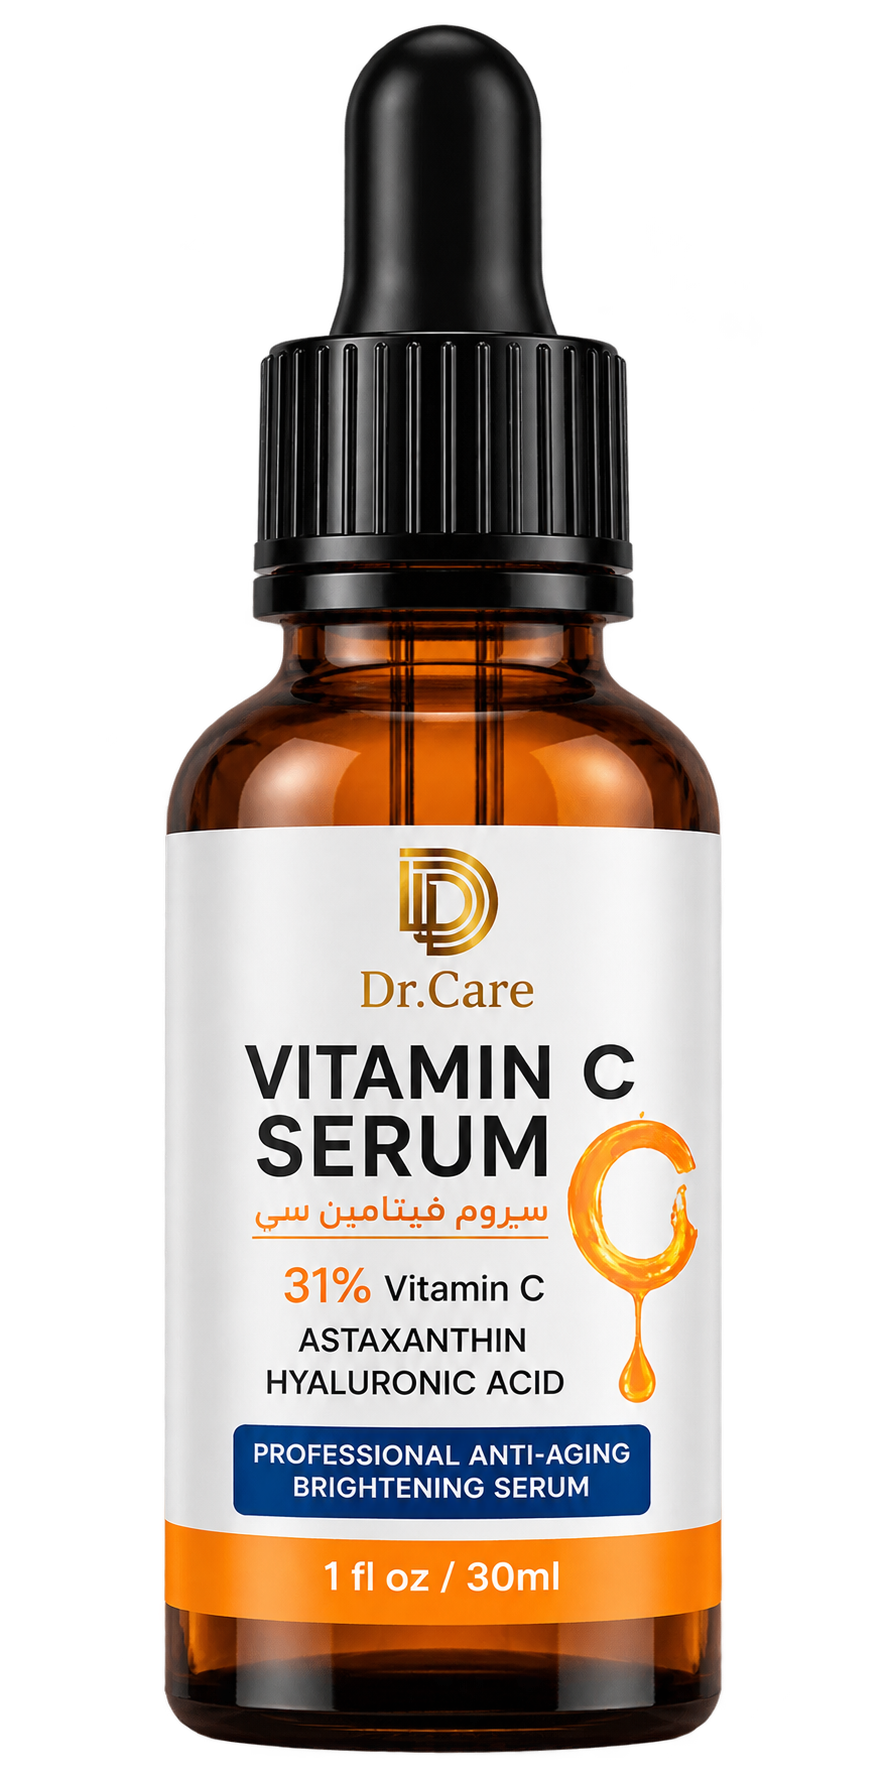 Dr.Care
VITAMIN C
SERUM
سيروم فيتامين سي
31% Vitamin C
ASTAXANTHIN
HYALURONIC ACID
PROFESSIONAL ANTI-AGING
BRIGHTENING SERUM
1 fl oz / 30ml